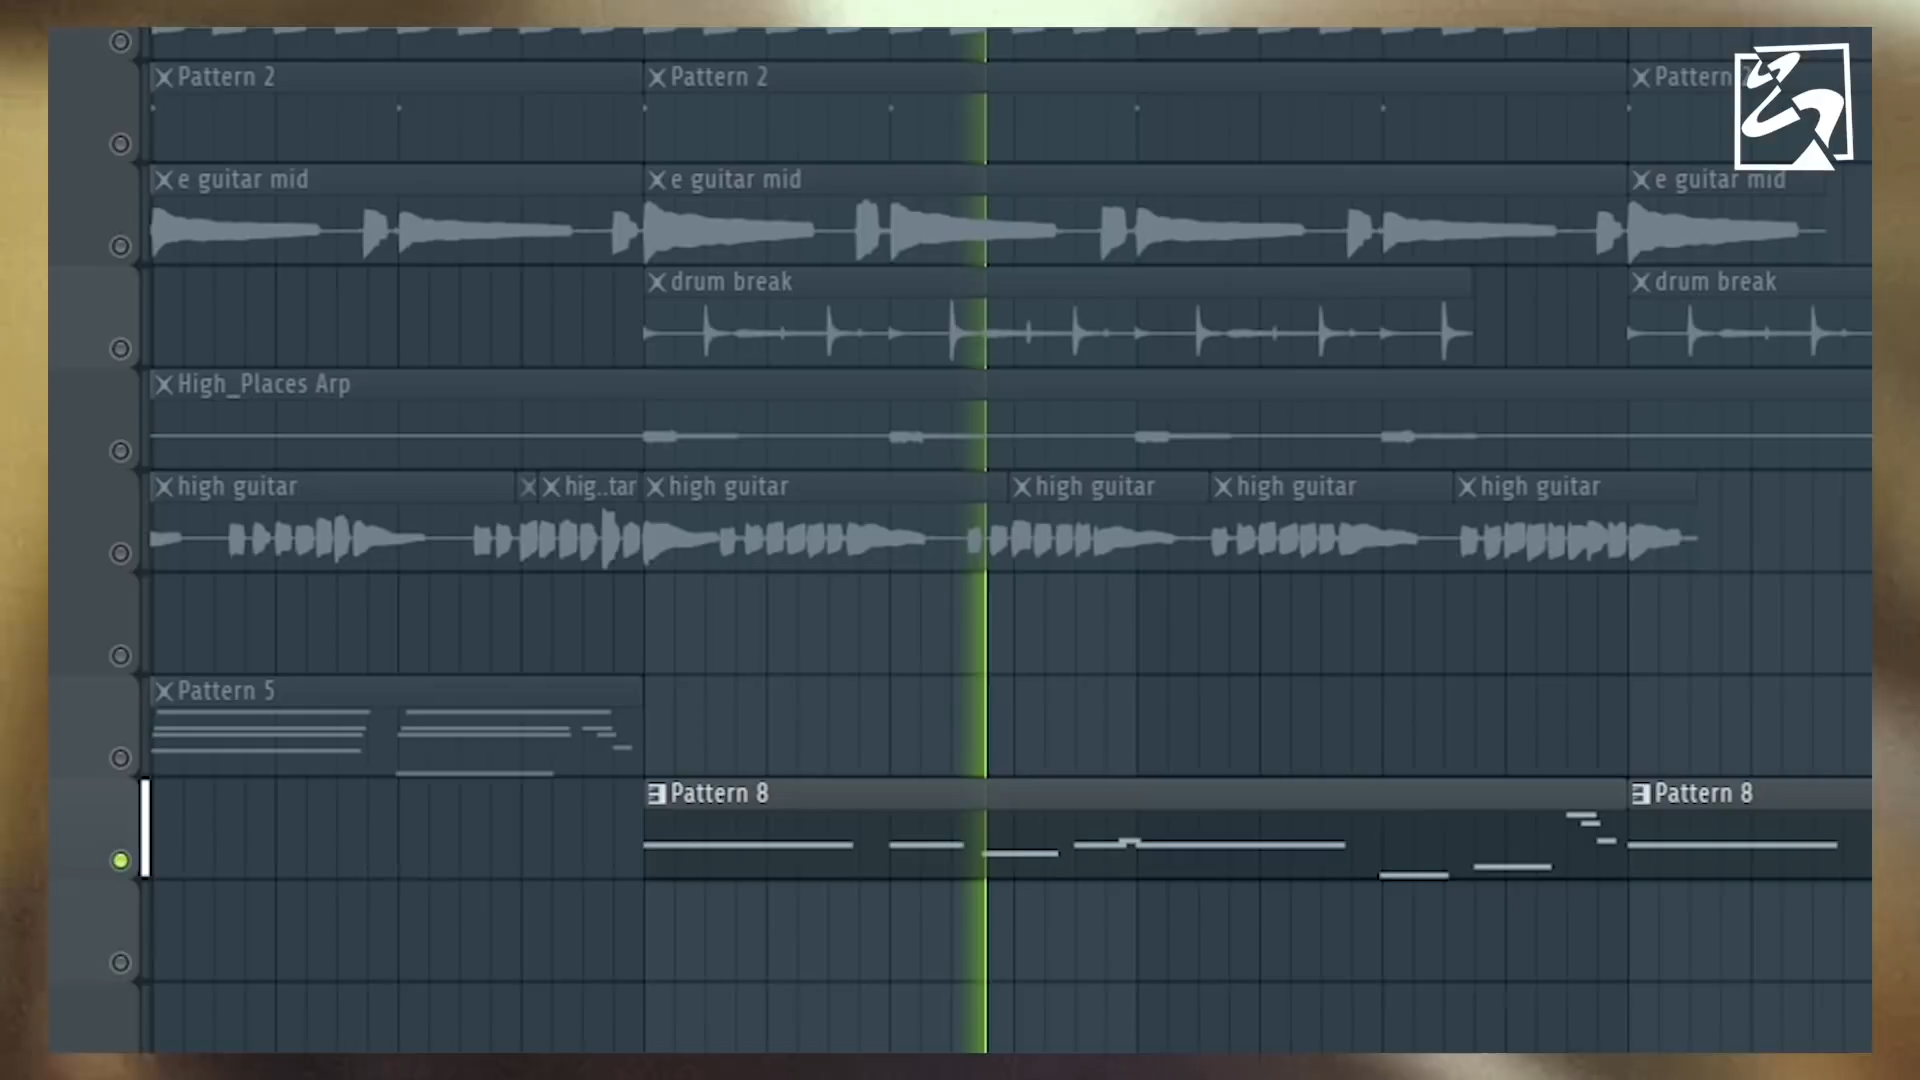 Pattern 2 Pattern 2 Pattern
e guitar mid e guitar mid e guitar mid
drum break drum break
High_Places Arp
high guitar hig..tar high guitar high guitar high guitar high guitar
Pattern 5
Pattern 8 Pattern 8